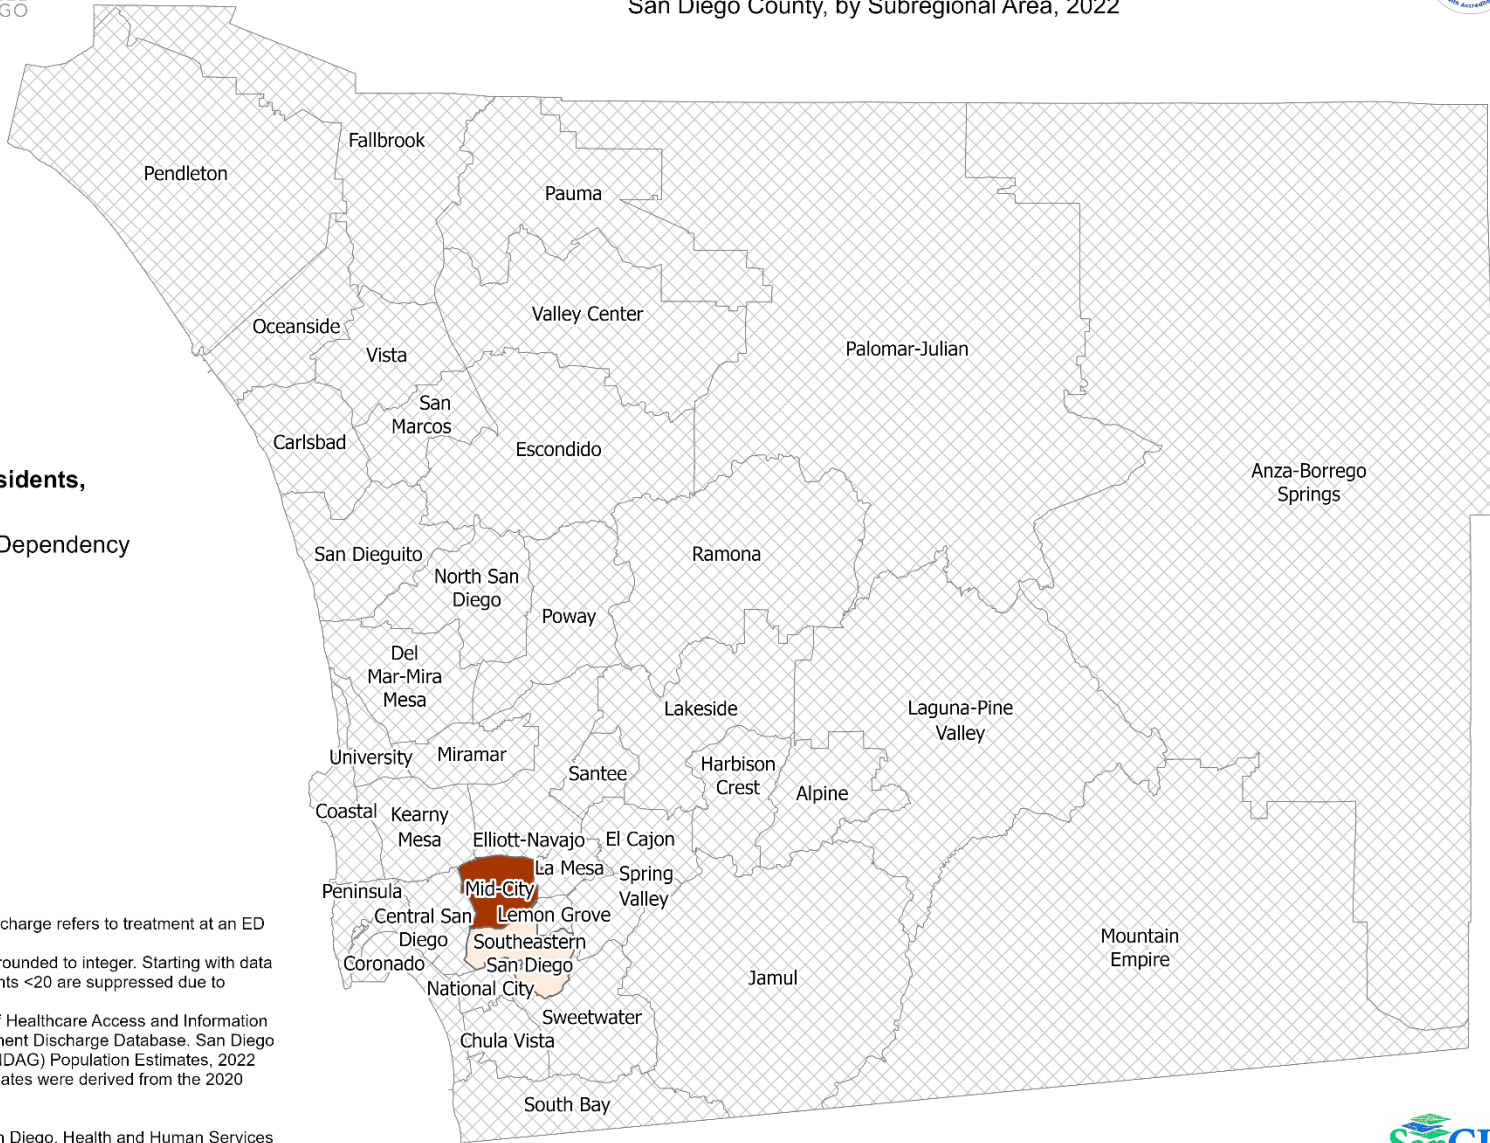 GO
San Diego County, by Subregional Area, 2022
Fallbrook
Pendleton
Pauma
Valley Center
Oceanside
Vista
Palomar-Julian
San
Marcos
Carlsbad
Escondido
Anza-Borrego
Springs
sidents,
Dependency
San Dieguito
North San
Diego
Ramona
Poway
Del
Mar-Mira
Mesa
Lakeside
Laguna-Pine
Valley
University
Miramar
Santee
Harbison
Crest
Alpine
Coastal
Kearny
Mesa
Elliott-Navajo
El Cajon
La Mesa
Spring
Valley
Mid-City
Peninsula
Central San
Diego
Lemon Grove
Southeastern
San Diego
Coronado
National City
Mountain
Empire
Jamul
Sweetwater
Chula Vista
South Bay
charge refers to treatment at an ED
rounded to integer. Starting with data
nts <20 are suppressed due to
f Healthcare Access and Information
nent Discharge Database. San Diego
NDAG) Population Estimates, 2022
ates were derived from the 2020
n Diego, Health and Human Services